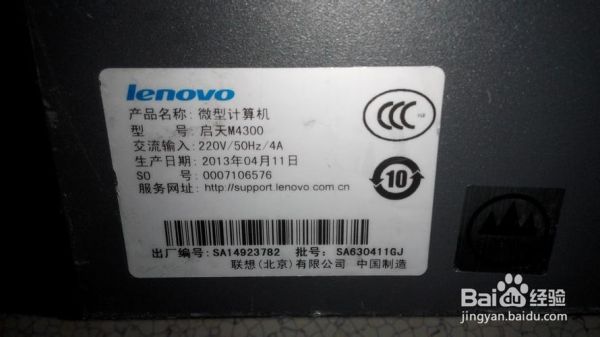 lenovo
产品名称：微型计算机
型 号：启天M4300
交流输入：220V/50Hz/4A
生产日期：2013年04月11日
SO 号：0007106576
服务网址：http://support.lenovo.com.cn
CCC
10
出厂编号：SA14923782 批号：SA630411GJ
联想(北京)有限公司 中国制造
Bai du 经验
jingyan.baidu.com